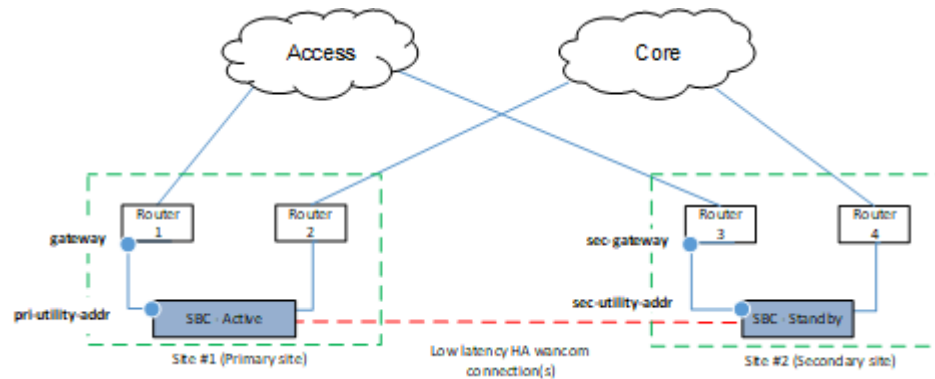 Access
Core
Router
1
Router
2
Router
3
Router
4
gateway
sec-gateway
pri-utility-addr
sec-utility-addr
SBC - Active
SBC - Standby
Site #1 (Primary site)
Low latency HA wancom
connection(s)
Site #2 (Secondary site)